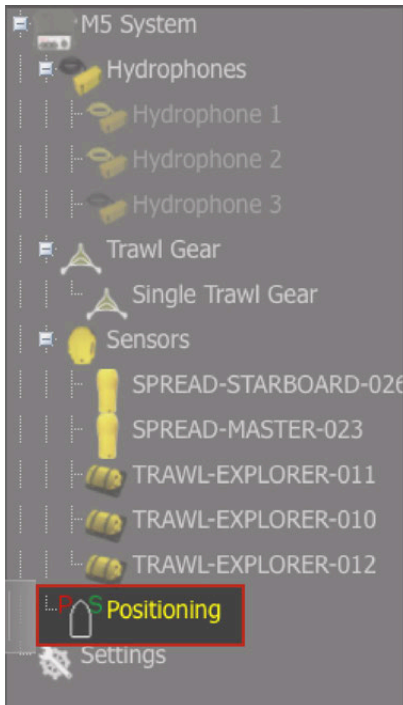 M5 System
Hydrophones
Hydrophone 1
Hydrophone 2
Hydrophone 3
Trawl Gear
Single Trawl Gear
Sensors
SPREAD-STARBOARD-026
SPREAD-MASTER-023
TRAWL-EXPLORER-011
TRAWL-EXPLORER-010
TRAWL-EXPLORER-012
P S Positioning
Settings